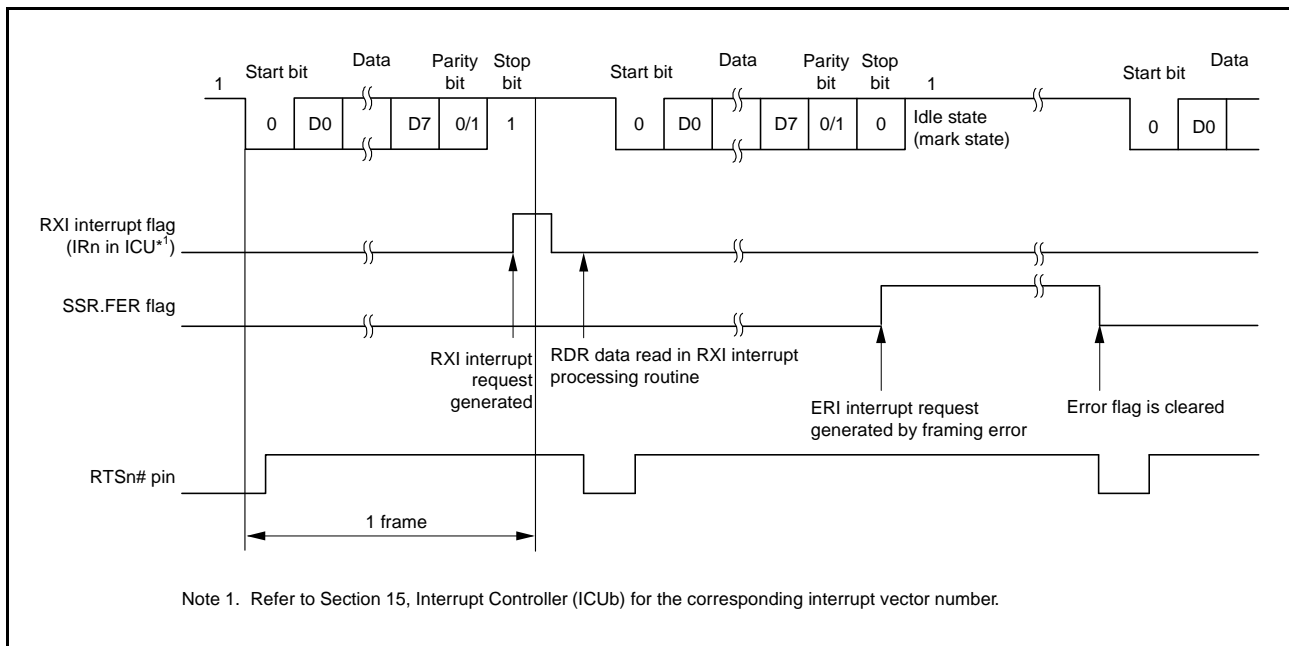 1
Start bit
Data
Parity
bit
Stop
bit
Start bit
Data
Parity
bit
Stop
bit
1
Start bit
Data
0
D0
D7
0/1
1
0
D0
D7
0/1
0
Idle state
(mark state)
0
D0
RXI interrupt flag
(IRn in ICU*1)
SSR.FER flag
RXI interrupt
request
generated
RDR data read in RXI interrupt
processing routine
ERI interrupt request
generated by framing error
Error flag is cleared
RTSn# pin
1 frame
Note 1. Refer to Section 15, Interrupt Controller (ICUb) for the corresponding interrupt vector number.